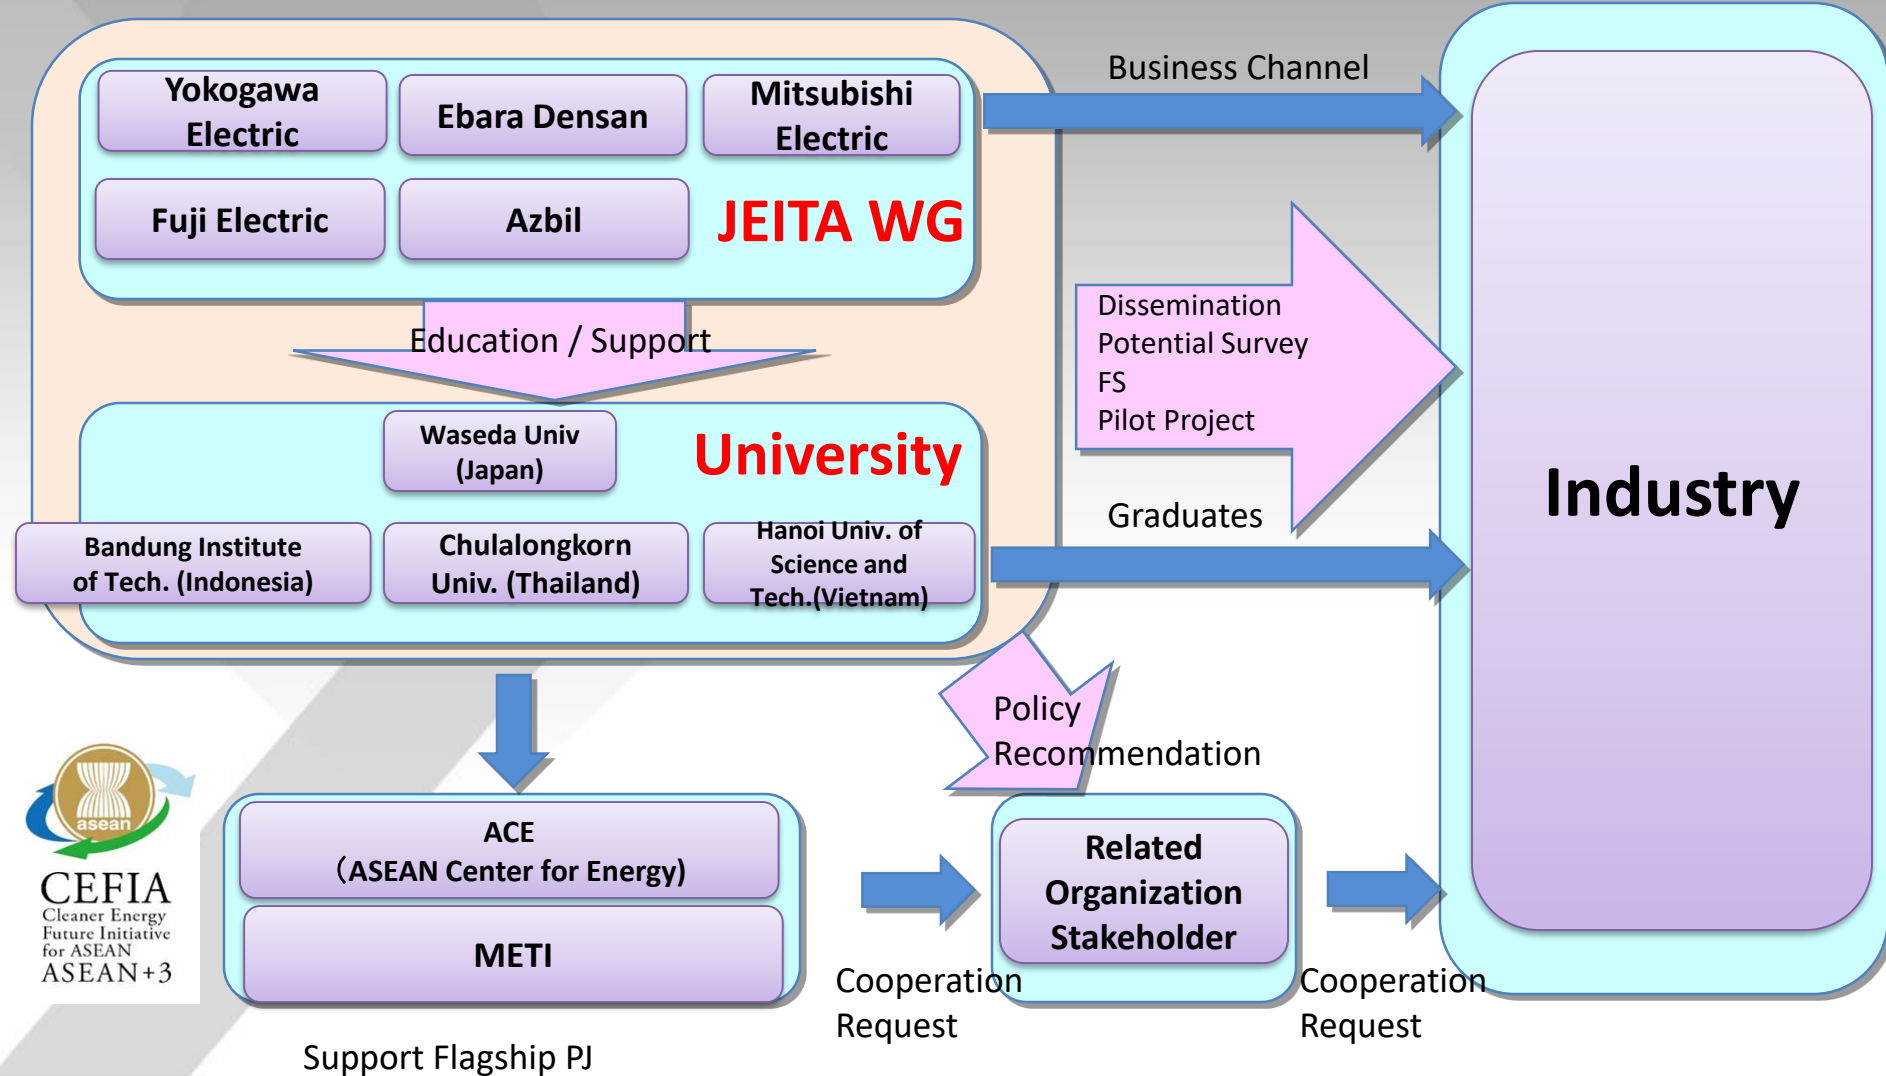 Yokogawa
Electric
Ebara Densan
Mitsubishi
Electric
Fuji Electric
Azbil
JEITA WG
Business Channel
Education / Support
Dissemination
Potential Survey
FS
Pilot Project
Waseda Univ
(Japan)
University
Bandung Institute
of Tech. (Indonesia)
Chulalongkorn
Univ. (Thailand)
Hanoi Univ. of
Science and
Tech.(Vietnam)
Graduates
Industry
Policy
Recommendation
asean
CEFIA
Cleaner Energy
Future Initiative
for ASEAN
ASEAN+3
ACE
（ASEAN Center for Energy)
METI
Support Flagship PJ
Cooperation
Request
Related
Organization
Stakeholder
Cooperation
Request